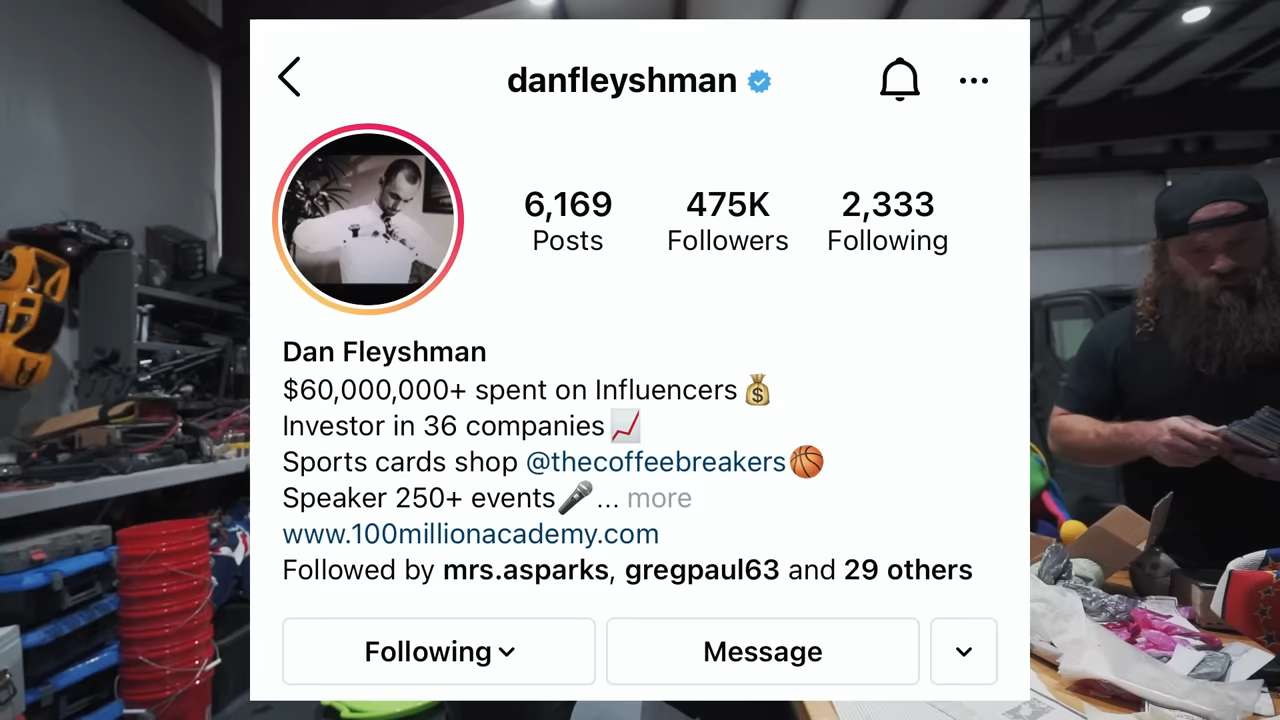 danfleyshman
6,169 475K 2,333
Posts Followers Following
Dan Fleyshman
$60,000,000+ spent on Influencers💰
Investor in 36 companies📈
Sports cards shop @thecoffeebreakers🏀
Speaker 250+ events🎤... more
www.100millionacademy.com
Followed by mrs.asparks, gregpaul63 and 29 others
Following Message